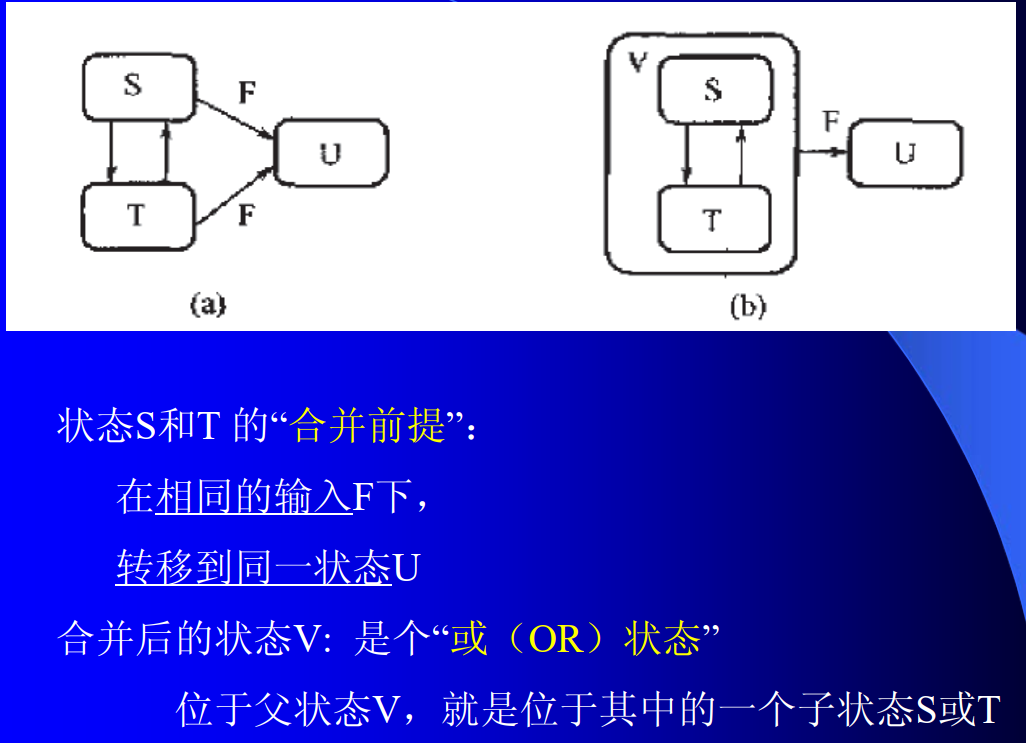 S
F
U
T
F
(a)
V
S
F
U
T
(b)
状态S和T 的“合并前提”：
在相同的输入F下，
转移到同一状态U
合并后的状态V: 是个“或（OR）状态”
位于父状态V，就是位于其中的一个子状态S或T